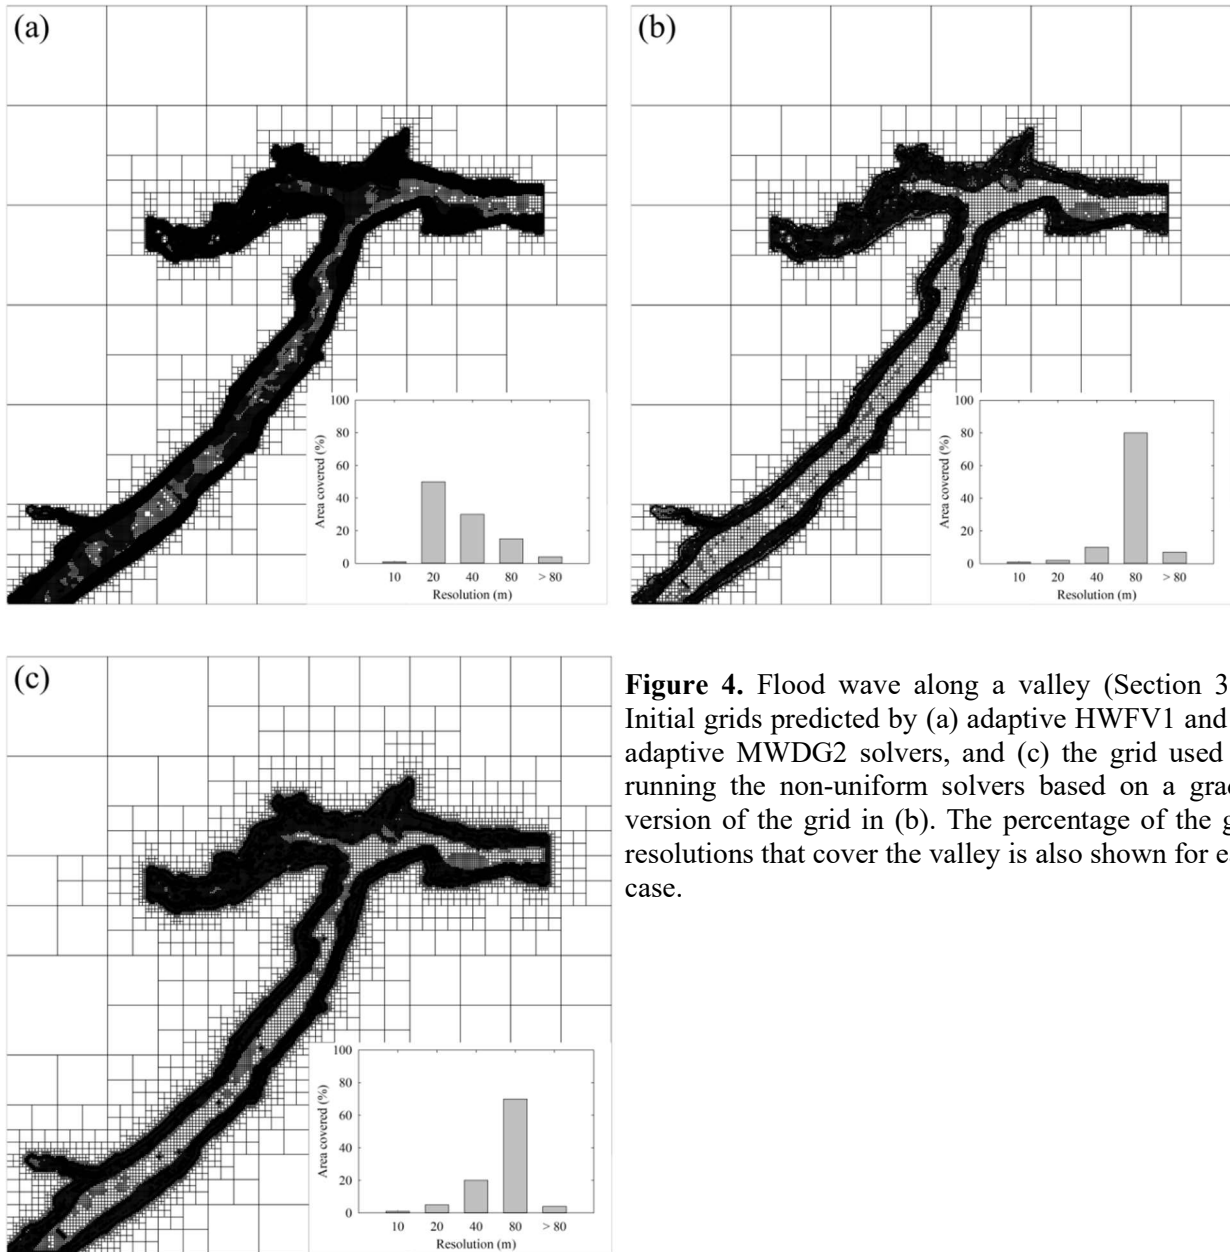 (a)
100
80
60
40
20
0
Area covered (%)
10 20 40 80 > 80
Resolution (m)
(b)
100
80
60
40
20
0
Area covered (%)
10 20 40 80 > 80
Resolution (m)
(c)
100
80
60
40
20
0
Area covered (%)
10 20 40 80 > 80
Resolution (m)
Figure 4. Flood wave along a valley (Section 3
Initial grids predicted by (a) adaptive HWFV1 and
adaptive MWDG2 solvers, and (c) the grid used
running the non-uniform solvers based on a grad
version of the grid in (b). The percentage of the g
resolutions that cover the valley is also shown for e
case.